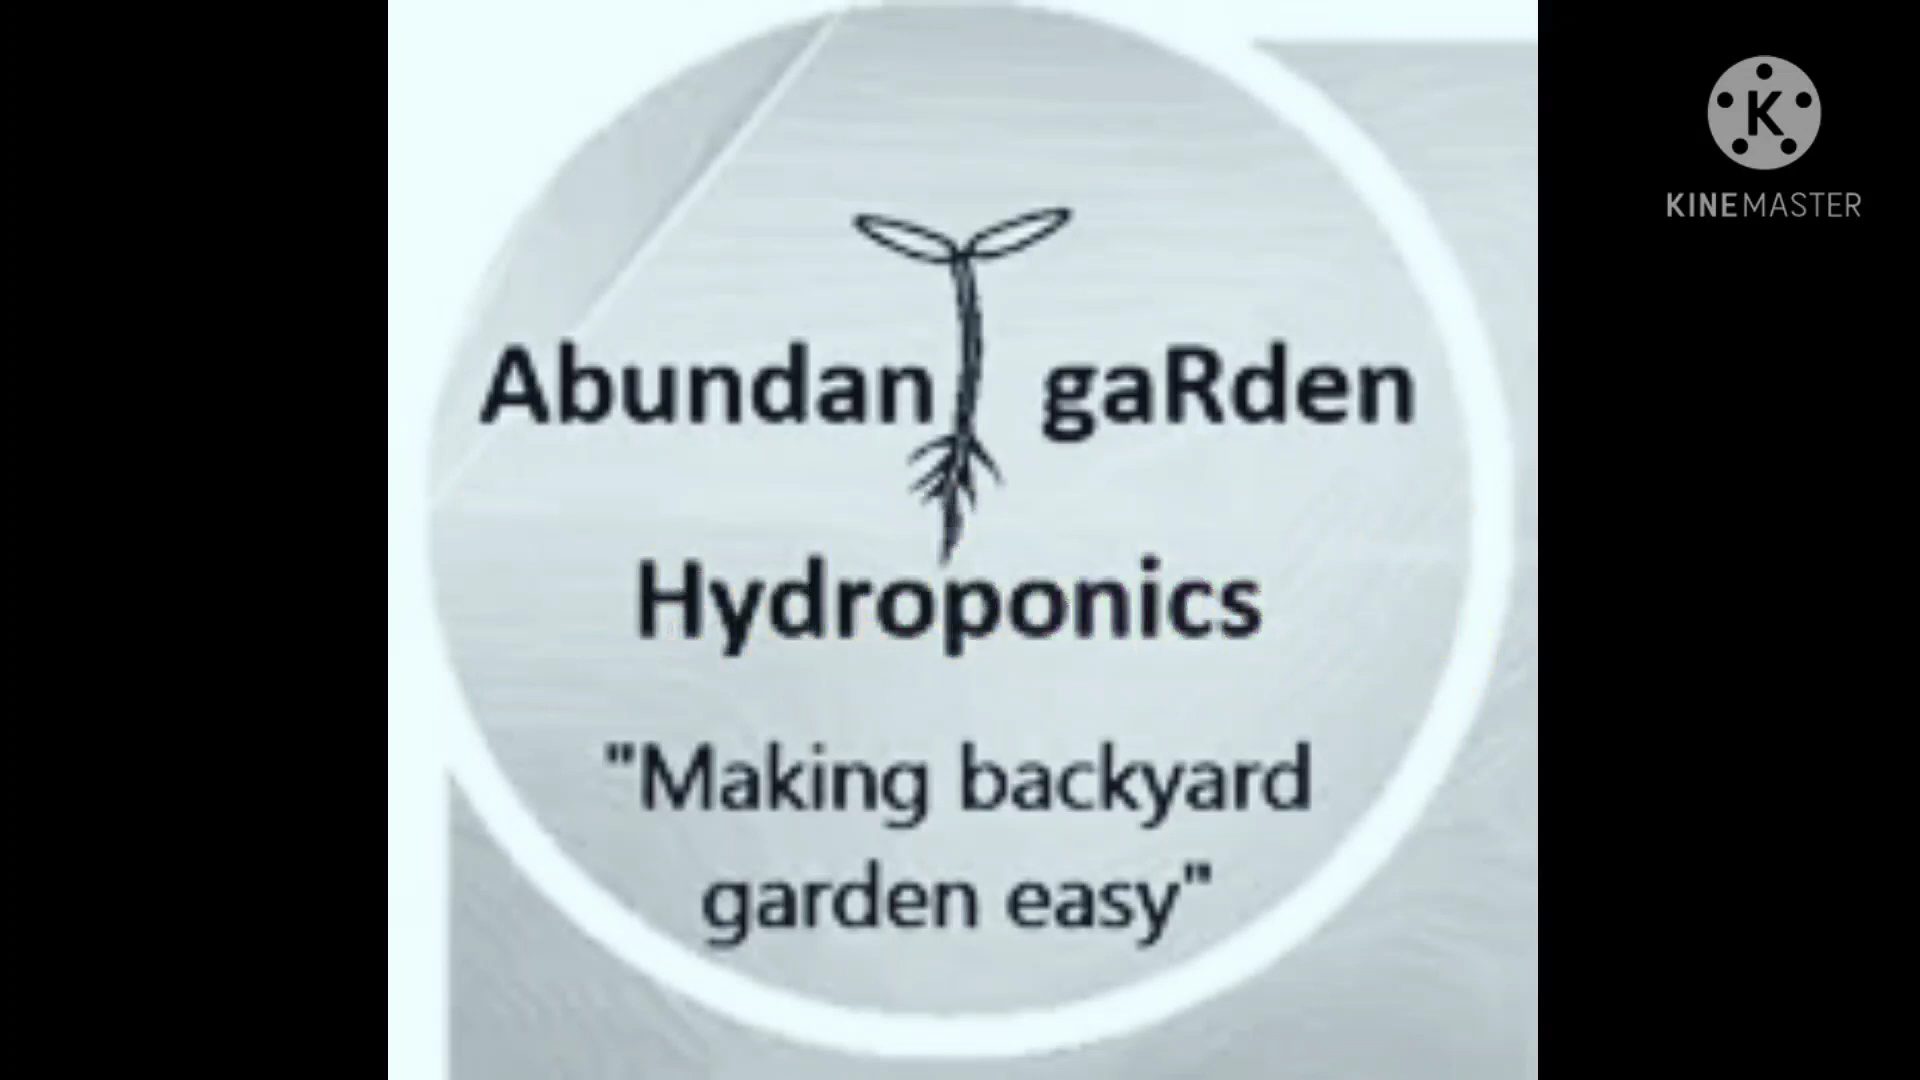 Abundan gaRden
Hydroponics
"Making backyard
garden easy"
K
KINEMASTER